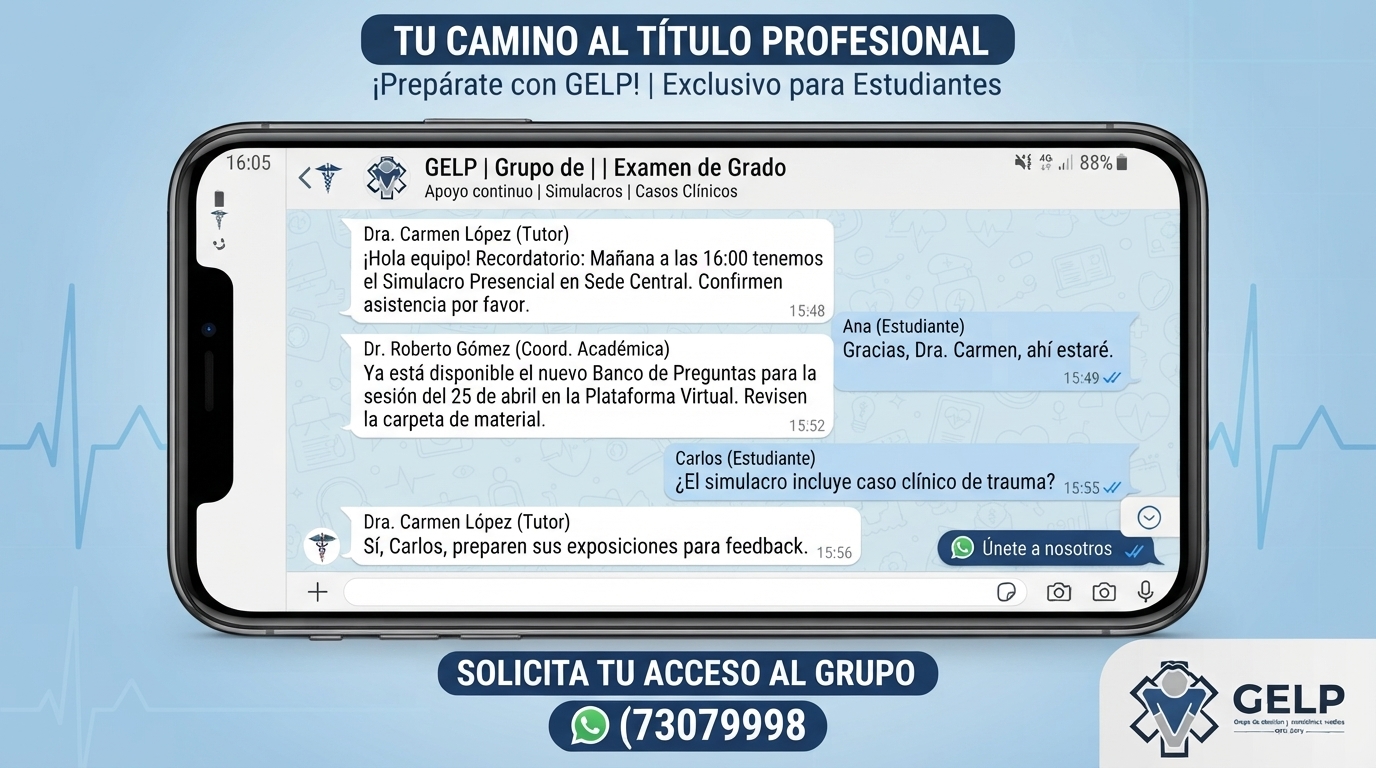 TU CAMINO AL TÍTULO PROFESIONAL
¡Prepárate con GELP! | Exclusivo para Estudiantes
16:05
GELP | Grupo de | | Examen de Grado
4G
88%
Apoyo continuo | Simulacros | Casos Clínicos
Dra. Carmen López (Tutor)
¡Hola equipo! Recordatorio: Mañana a las 16:00 tenemos
el Simulacro Presencial en Sede Central. Confirmen
asistencia por favor.
15:48
Ana (Estudiante)
Gracias, Dra. Carmen, ahí estaré.
15:49
Dr. Roberto Gómez (Coord. Académica)
Ya está disponible el nuevo Banco de Preguntas para la
sesión del 25 de abril en la Plataforma Virtual. Revisen
la carpeta de material.
15:52
Carlos (Estudiante)
¿El simulacro incluye caso clínico de trauma? 15:55
Dra. Carmen López (Tutor)
Sí, Carlos, preparen sus exposiciones para feedback. 15:56
Únete a nosotros
SOLICITA TU ACCESO AL GRUPO
(73079998
GELP